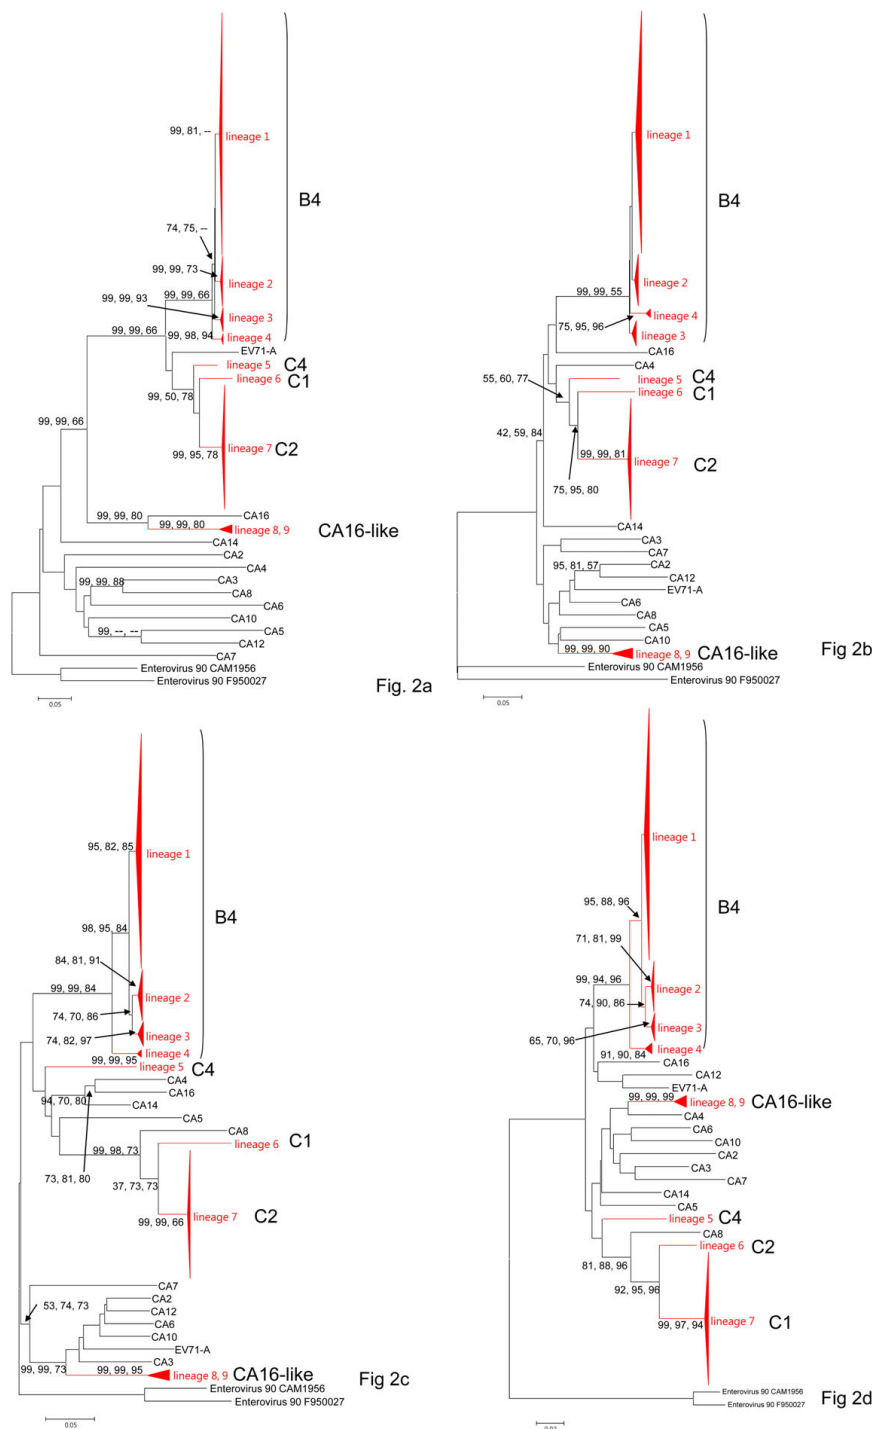 99, 81, --
lineage 1
B4
74, 75, --
99, 99, 73
lineage 2
99, 99, 66
99, 99, 93
lineage 3
99, 99, 66
99, 98, 94
lineage 4
EV71-A
lineage 5
C4
lineage 6
C1
99, 50, 78
99, 99, 66
lineage 7
C2
99, 95, 78
99, 99, 80
CA16
99, 99, 80
lineage 8, 9
CA16-like
CA14
CA2
CA4
99, 99, 88
CA3
CA8
CA6
CA10
99, --, --
CA5
CA12
CA7
Enterovirus 90 CAM1956
Enterovirus 90 F950027
0.05
Fig. 2a
lineage 1
B4
lineage 2
99, 99, 55
lineage 4
75, 95, 96
lineage 3
CA16
CA4
55, 60, 77
lineage 5
C4
lineage 6
C1
42, 59, 84
99, 99, 81
lineage 7
C2
75, 95, 80
CA14
CA3
CA7
95, 81, 57
CA2
CA12
EV71-A
CA6
CA8
CA5
CA10
99, 99, 90
lineage 8, 9
CA16-like
Enterovirus 90 CAM1956
Enterovirus 90 F950027
0.05
Fig 2b
95, 82, 85
lineage 1
B4
98, 95, 84
84, 81, 91
99, 99, 84
lineage 2
74, 70, 86
lineage 3
74, 82, 97
lineage 4
99, 99, 95
lineage 5
C4
CA4
CA16
94, 70, 80
CA14
CA5
CA8
99, 98, 73
lineage 6
C1
73, 81, 80
37, 73, 73
lineage 7
C2
99, 99, 66
CA7
CA2
53, 74, 73
CA12
CA6
CA10
EV71-A
CA3
99, 99, 73
99, 99, 95
lineage 8, 9
CA16-like
Enterovirus 90 CAM1956
Enterovirus 90 F950027
0.05
Fig 2c
lineage 1
95, 88, 96
B4
71, 81, 99
99, 94, 96
lineage 2
74, 90, 86
lineage 3
65, 70, 96
lineage 4
91, 90, 84
CA16
CA12
EV71-A
99, 99, 99
lineage 8, 9
CA16-like
CA4
CA6
CA10
CA2
CA3
CA7
CA14
CA5
lineage 5
C4
CA8
lineage 6
C2
81, 88, 96
92, 95, 96
lineage 7
C1
99, 97, 94
Enterovirus 90 CAM1956
Enterovirus 90 F950027
Fig 2d